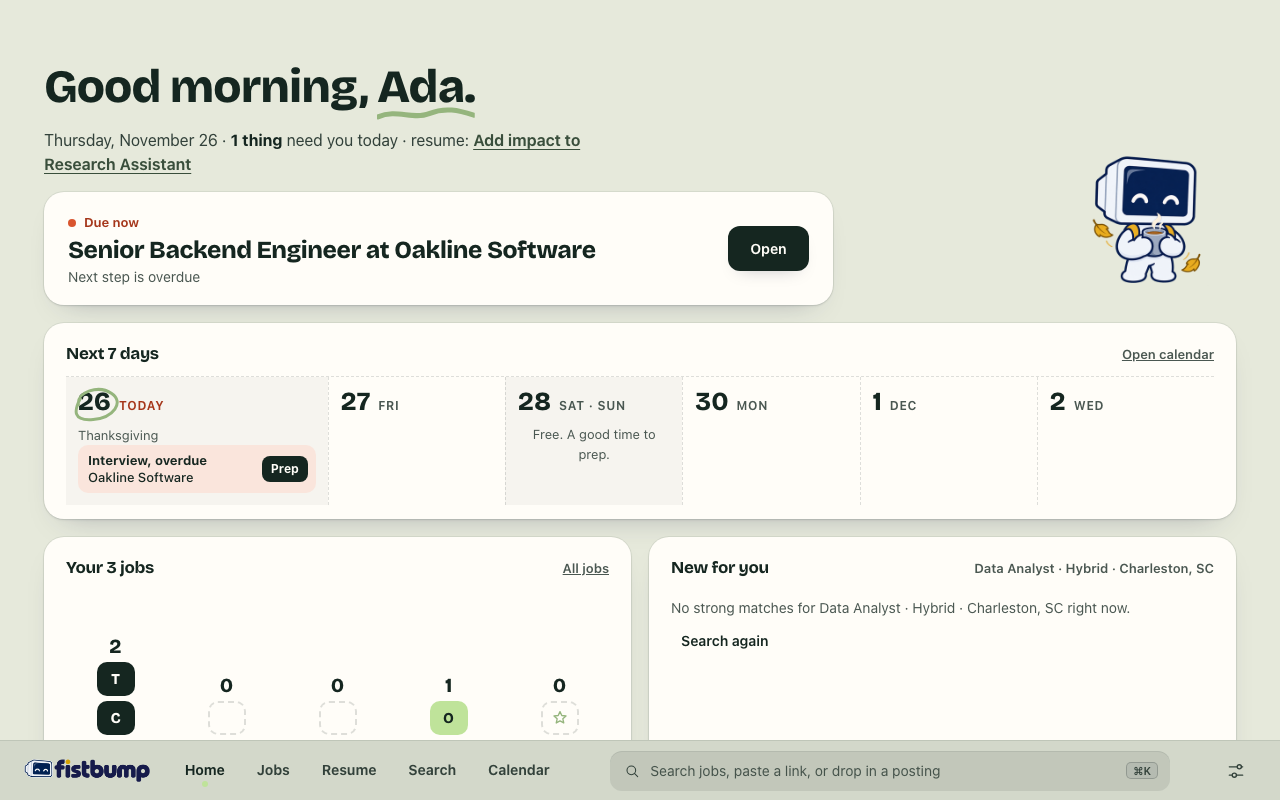 Good morning, Ada.
Thursday, November 26 · 1 thing need you today · resume: Add impact to
Research Assistant
Due now
Senior Backend Engineer at Oakline Software
Next step is overdue
Open
Next 7 days
Open calendar
26 TODAY
Thanksgiving
Interview, overdue
Oakline Software
Prep
27 FRI
28 SAT · SUN
Free. A good time to
prep.
30 MON
1 DEC
2 WED
Your 3 jobs
All jobs
2
T
C
0
0
1
O
0
New for you
Data Analyst · Hybrid · Charleston, SC
No strong matches for Data Analyst · Hybrid · Charleston, SC right now.
Search again
fistbump
Home
Jobs
Resume
Search
Calendar
Search jobs, paste a link, or drop in a posting
⌘K